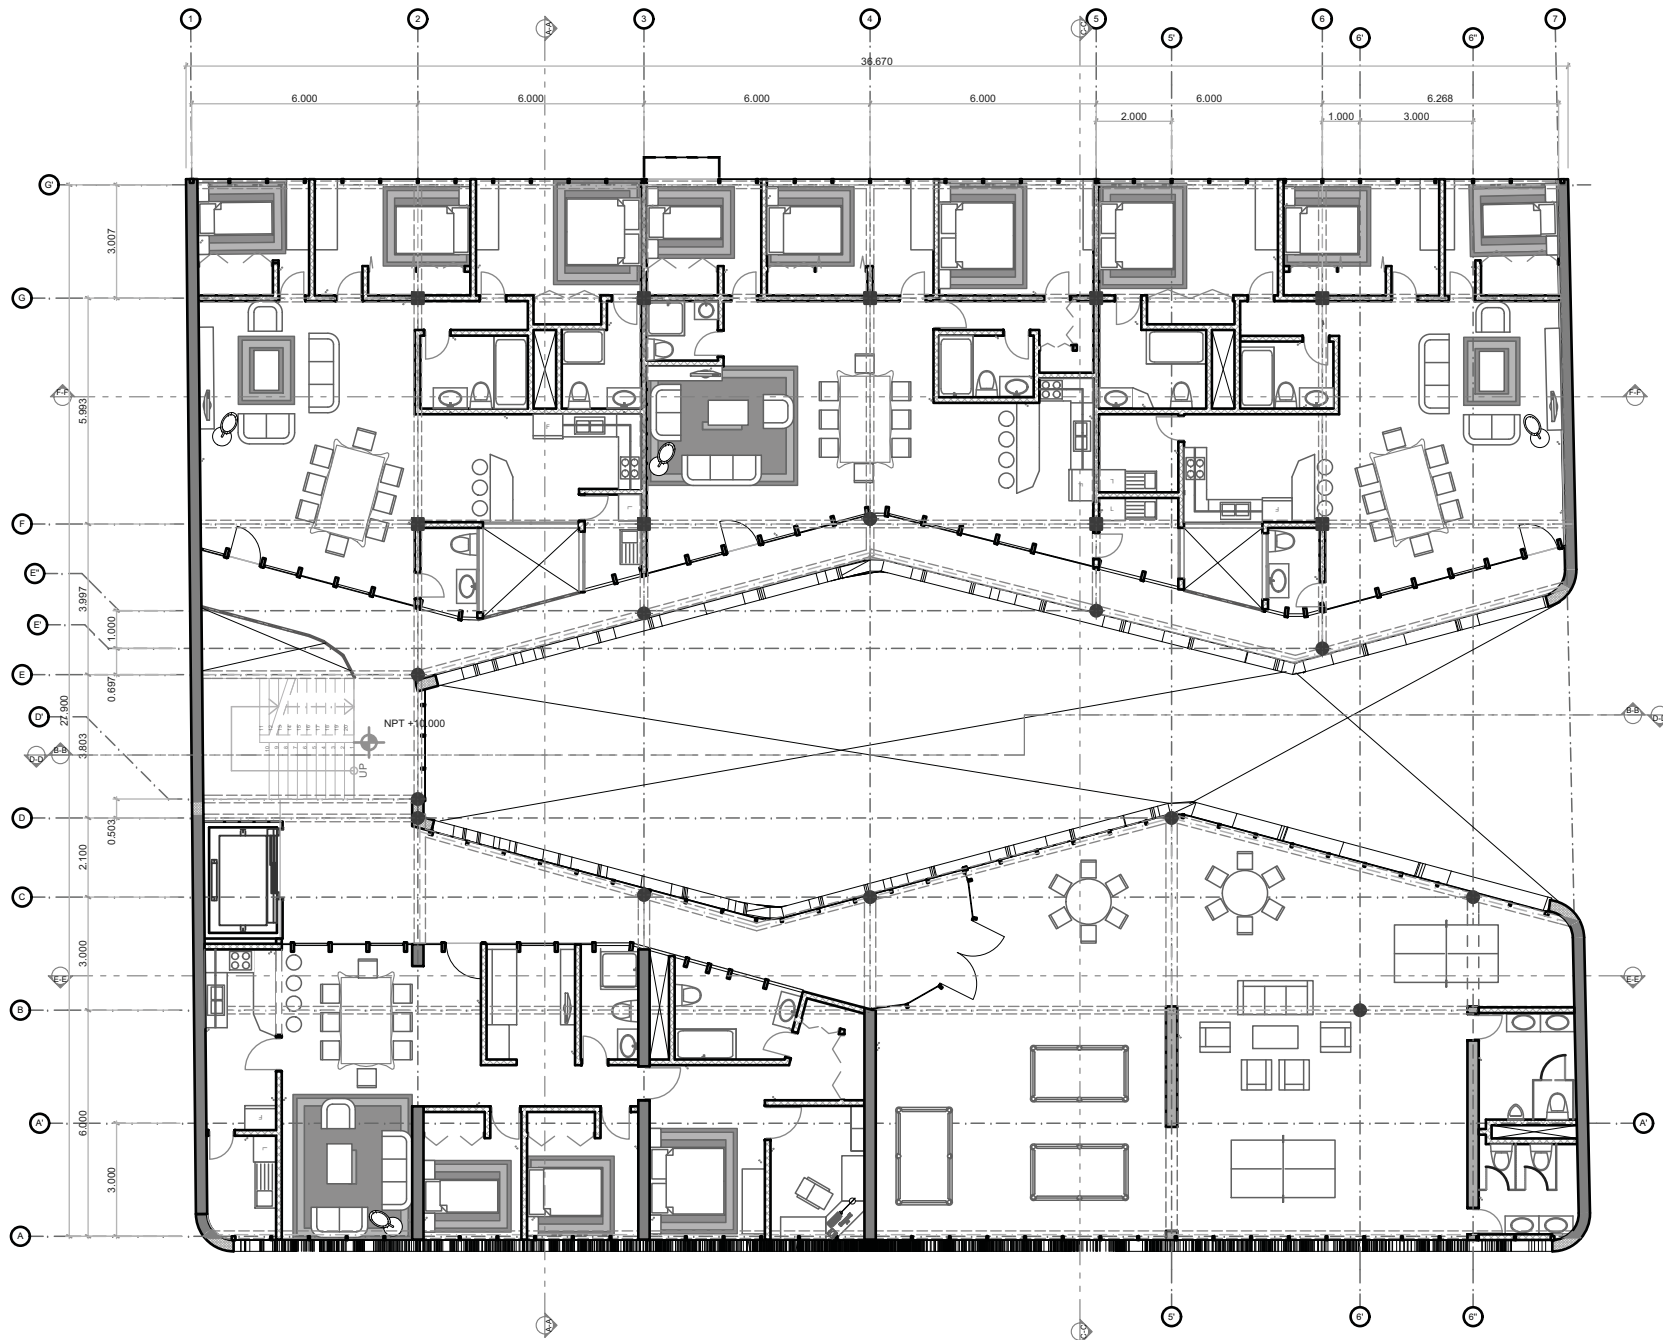 1 2 3 4 5 6 7
5' 6' 6"
A-A C-C
36.670
6.000 6.000 6.000 6.000 6.000 6.268
2.000 1.000 3.000
G'
3.007
G
F-F F-F
5.993
F F
L L
F
L
F
E"
3.997
E'
1.000
E
0.697
27.900
D'
NPT +10.000
B-B D-D
3.803
D-D B-B
UP
D
0.503
2.100
C
3.000
E-E E-E
B
A' A'
6.000
F
L
3.000
A
5' 6' 6"
A-A C-C